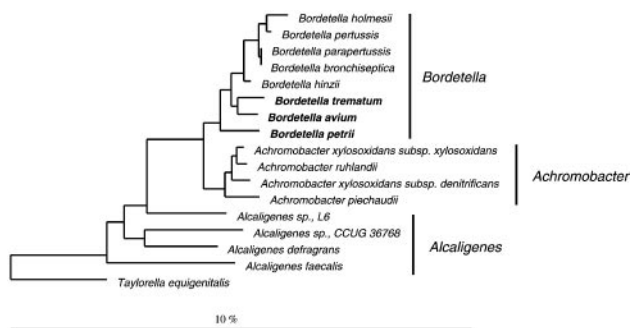 Bordetella holmesii
Bordetella pertussis
Bordetella parapertussis
Bordetella bronchiseptica
Bordetella hinzii
Bordetella trematum
Bordetella avium
Bordetella petrii
Bordetella
Achromobacter xylosoxidans subsp. xylosoxidans
Achromobacter ruhlandii
Achromobacter xylosoxidans subsp. denitrificans
Achromobacter piechaudii
Achromobacter
Alcaligenes sp., L6
Alcaligenes sp., CCUG 36768
Alcaligenes defragrans
Alcaligenes faecalis
Alcaligenes
Taylorella equigenitalis
10 %